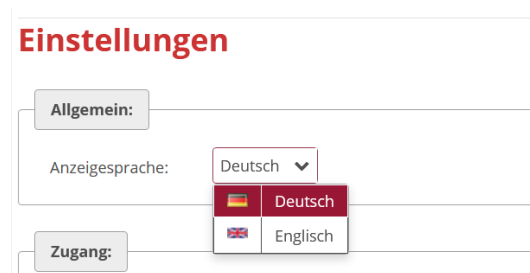 Einstellungen
Allgemein:
Anzeigesprache: Deutsch
Deutsch
Englisch
Zugang: